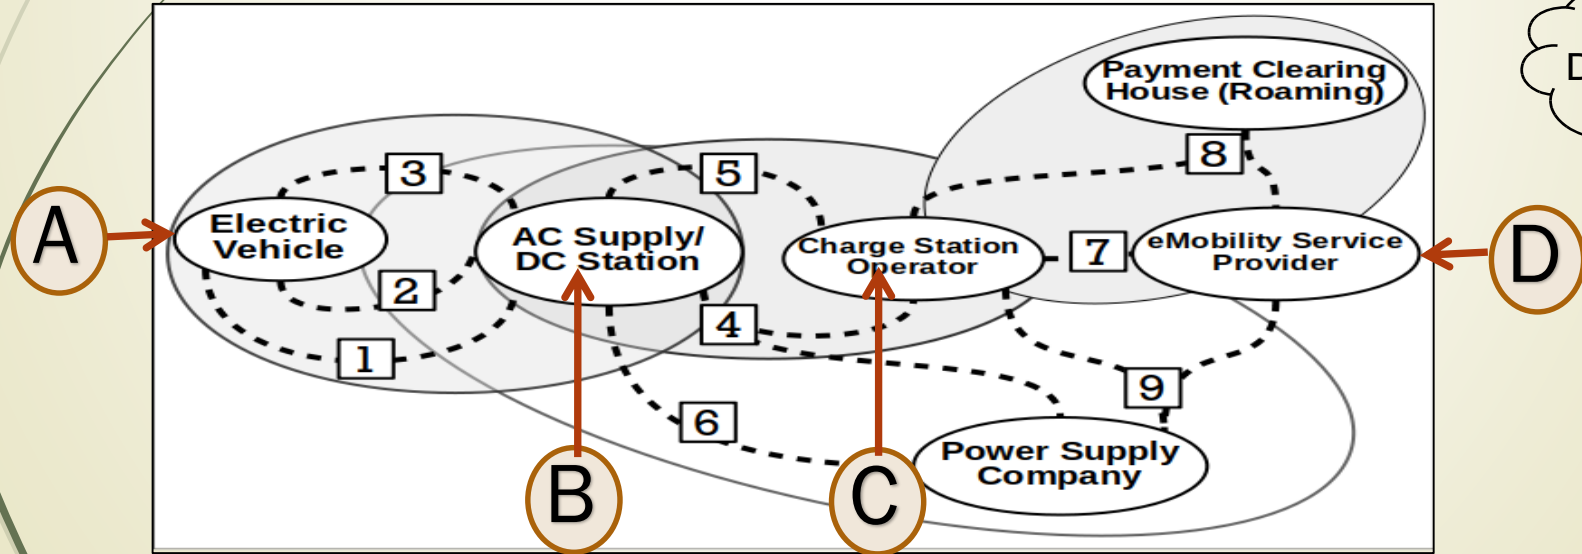 Payment Clearing
House (Roaming)
D
8
3
5
A
Electric
Vehicle
AC Supply/
DC Station
Charge Station
Operator
7
eMobility Service
Provider
D
2
4
1
9
6
Power Supply
Company
B
C